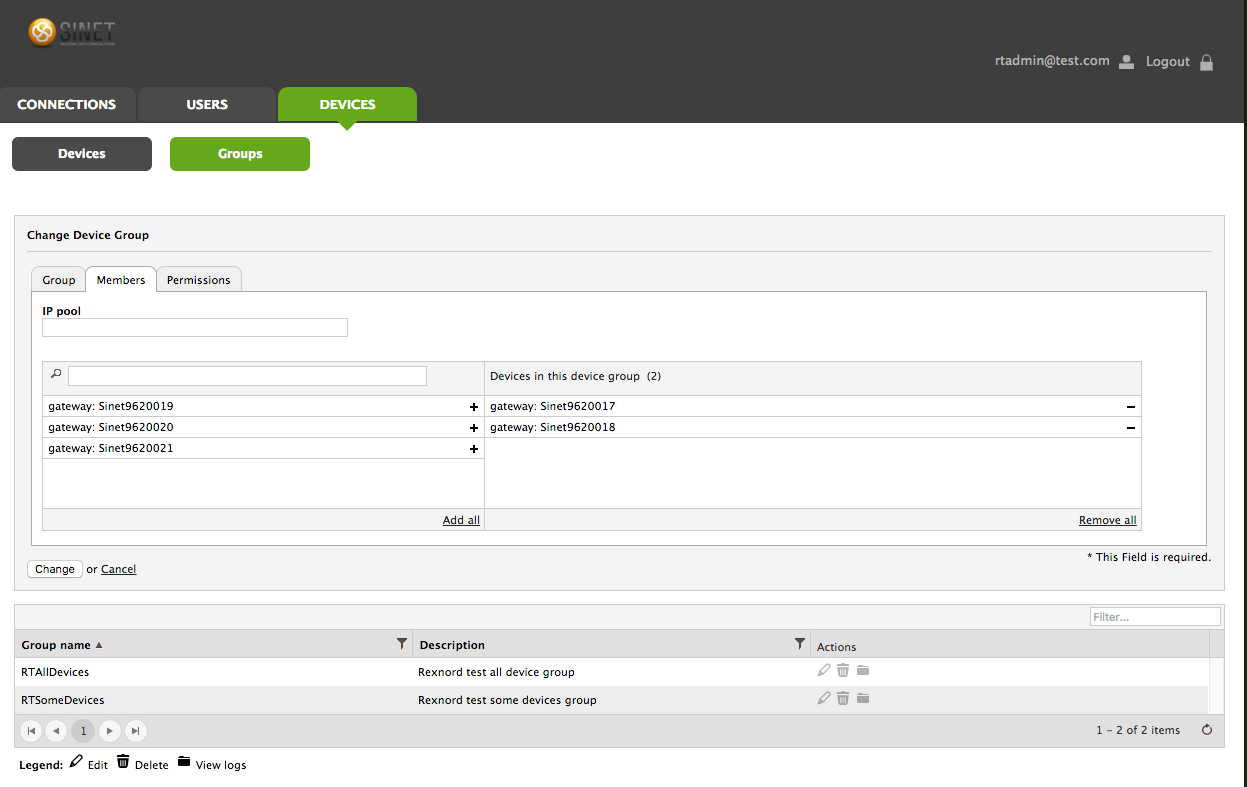 SINET
rtadmin@test.com Logout
CONNECTIONS USERS DEVICES
Devices Groups
Change Device Group
Group Members Permissions
IP pool
Devices in this device group (2)
gateway: Sinet9620019 + gateway: Sinet9620017 −
gateway: Sinet9620020 + gateway: Sinet9620018 −
gateway: Sinet9620021 +
Add all Remove all
* This Field is required.
Change or Cancel
Filter...
Group name ▲ Description Actions
RTAllDevices Rexnord test all device group
RTSomeDevices Rexnord test some devices group
1 1 - 2 of 2 items
Legend: Edit Delete View logs